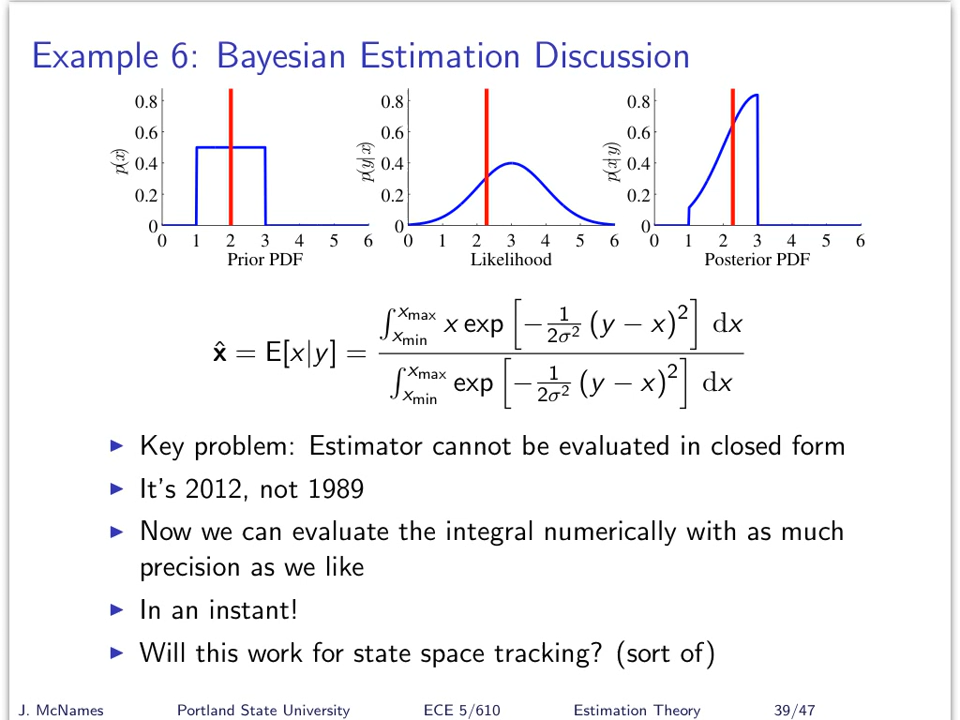 Example 6: Bayesian Estimation Discussion
0 0.2 0.4 0.6 0.8
p(x)
0 1 2 3 4 5 6
Prior PDF
0 0.2 0.4 0.6 0.8
p(y|x)
0 1 2 3 4 5 6
Likelihood
0 0.2 0.4 0.6 0.8
p(x|y)
0 1 2 3 4 5 6
Posterior PDF
x̂ = E[x|y] = ∫_{x_min}^{x_max} x exp [−1/(2σ²) (y − x)²] dx / ∫_{x_min}^{x_max} exp [−1/(2σ²) (y − x)²] dx
▶ Key problem: Estimator cannot be evaluated in closed form
▶ It's 2012, not 1989
▶ Now we can evaluate the integral numerically with as much
precision as we like
▶ In an instant!
▶ Will this work for state space tracking? (sort of)
J. McNames Portland State University ECE 5/610 Estimation Theory 39/47